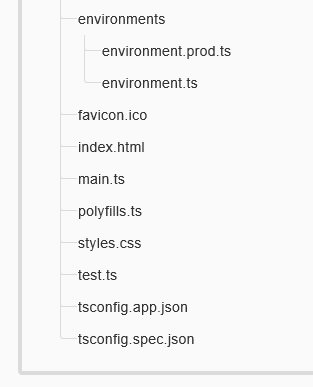 environments
environment.prod.ts
environment.ts
favicon.ico
index.html
main.ts
polyfills.ts
styles.css
test.ts
tsconfig.app.json
tsconfig.spec.json